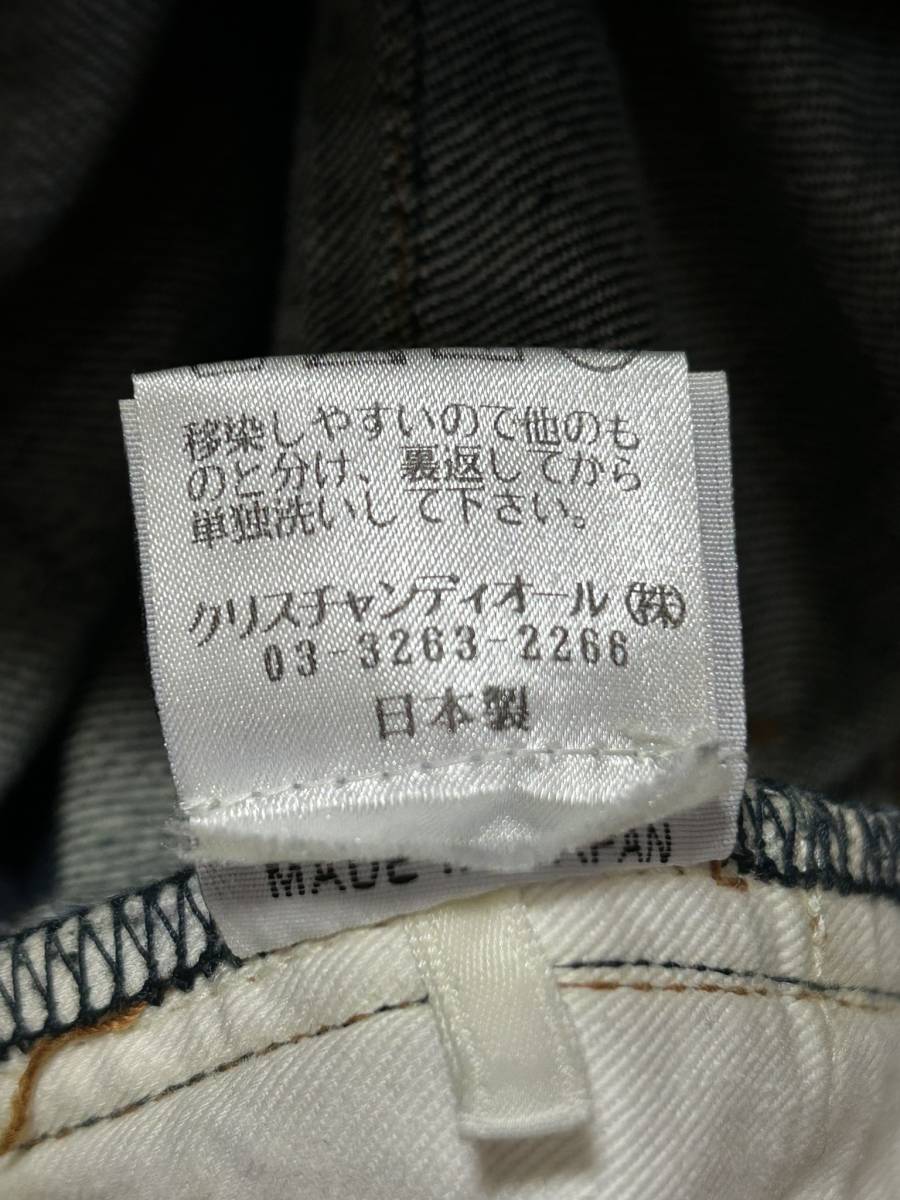 移染しやすいので他のも
のと分け、裏返してから
単独洗いして下さい。
クリスチャンディオール㈱
03-3263-2266
日本製
MADE JAPAN